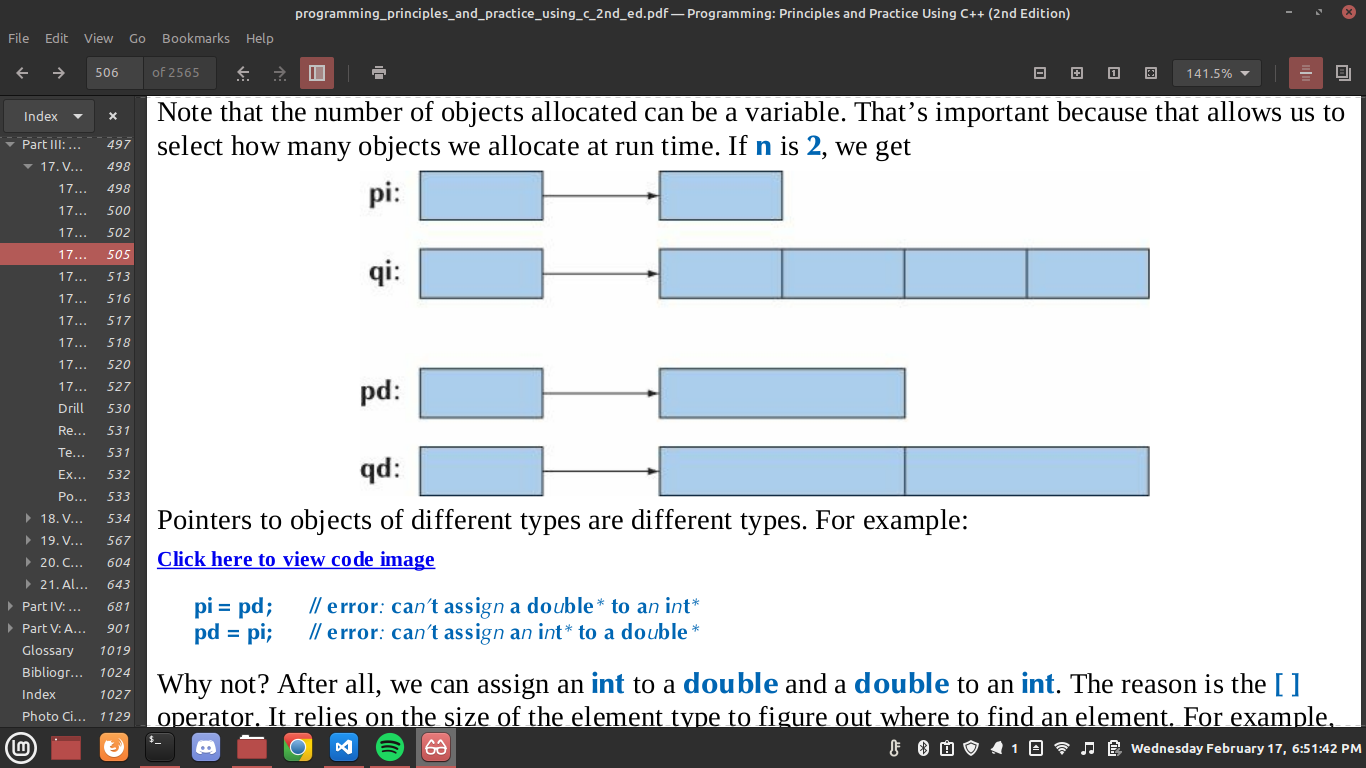 programming_principles_and_practice_using_c_2nd_ed.pdf — Programming: Principles and Practice Using C++ (2nd Edition)
File Edit View Go Bookmarks Help
506 of 2565 141.5%
Index
Part III: ... 497
17. V... 498
17... 498
17... 500
17... 502
17... 505
17... 513
17... 516
17... 517
17... 518
17... 520
17... 527
Drill 530
Re... 531
Te... 531
Ex... 532
Po... 533
18. V... 534
19. V... 567
20. C... 604
21. Al... 643
Part IV: ... 681
Part V: A... 901
Glossary 1019
Bibliogr... 1024
Index 1027
Photo Ci... 1129
Note that the number of objects allocated can be a variable. That’s important because that allows us to
select how many objects we allocate at run time. If n is 2, we get
pi:
qi:
pd:
qd:
Pointers to objects of different types are different types. For example:
Click here to view code image
pi = pd; // error: can’t assign a double* to an int*
pd = pi; // error: can’t assign an int* to a double*
Why not? After all, we can assign an int to a double and a double to an int. The reason is the [ ]
operator. It relies on the size of the element type to figure out where to find an element. For example,
1 Wednesday February 17, 6:51:42 PM